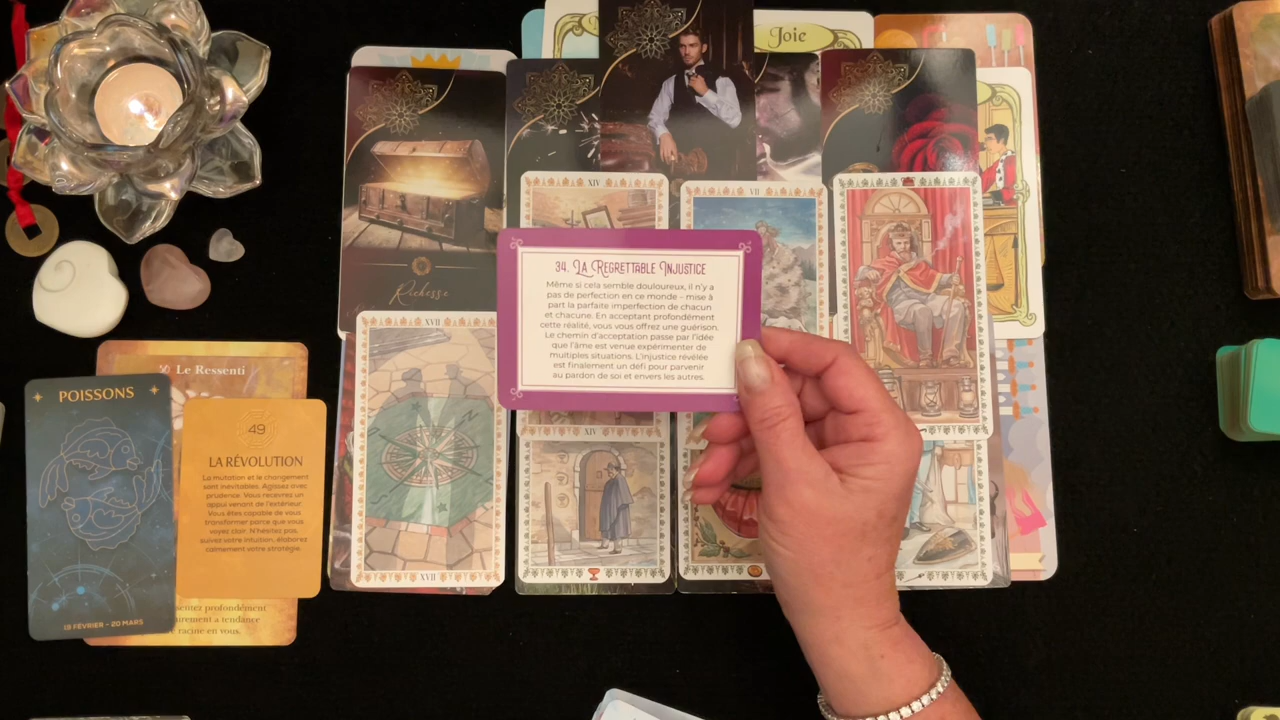 Joie
Richesse
XIV
VII
34. LA REGRETTABLE INJUSTICE
Même si cela semble douloureux, il n'y a
pas de perfection en ce monde - mise à
part la parfaite imperfection de chacun
et chacune. En acceptant profondément
cette réalité, vous vous offrez une guérison.
Le chemin d'acceptation passe par l'idée
que l'âme est venue expérimenter de
multiples situations. L'injustice révélée
est finalement un défi pour parvenir
au pardon de soi et envers les autres.
XVII
XVII
XIV
Le Ressenti
POISSONS
18 FÉVRIER - 20 MARS
49
LA RÉVOLUTION
La mutation et le changement
sont inévitables. Agissez avec
prudence. Vous recevrez un
appui venant de l'extérieur.
Vous êtes capable de vous
transformer parce que vous
voyez clair. N'hésitez pas,
suivez votre intuition, élaborez
calmement votre stratégie.
profondément
a tendance
racine en vous.